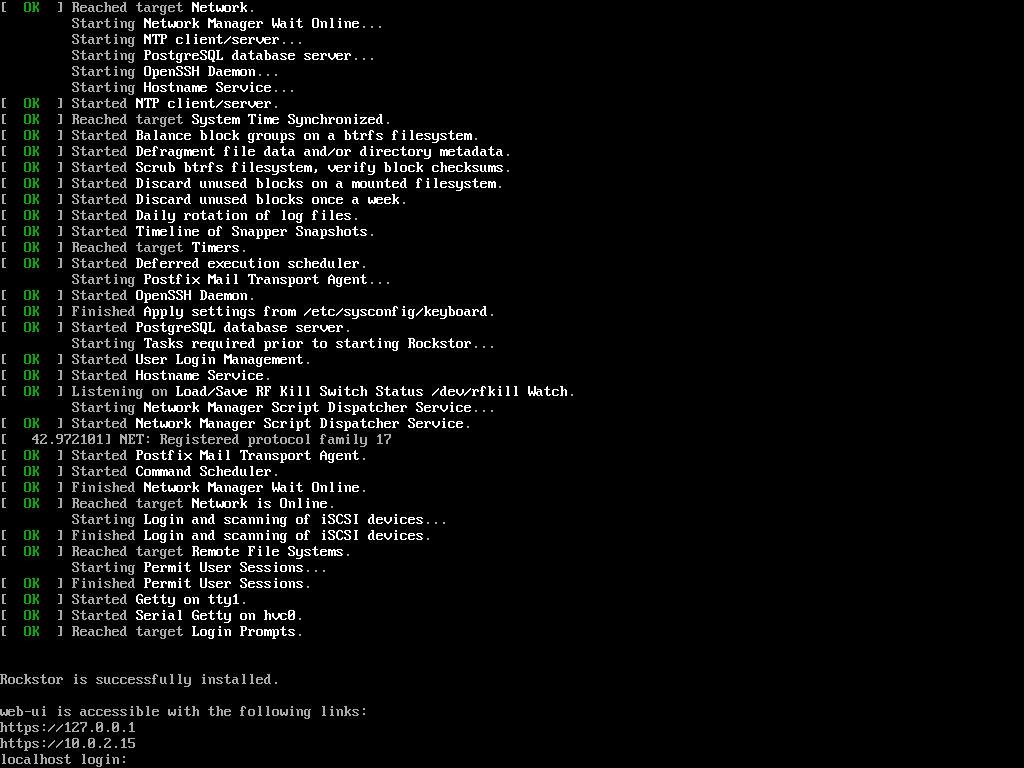 [  OK  ] Reached target Network.
         Starting Network Manager Wait Online...
         Starting NTP client/server...
         Starting PostgreSQL database server...
         Starting OpenSSH Daemon...
         Starting Hostname Service...
[  OK  ] Started NTP client/server.
[  OK  ] Reached target System Time Synchronized.
[  OK  ] Started Balance block groups on a btrfs filesystem.
[  OK  ] Started Defragment file data and/or directory metadata.
[  OK  ] Started Scrub btrfs filesystem, verify block checksums.
[  OK  ] Started Discard unused blocks on a mounted filesystem.
[  OK  ] Started Discard unused blocks once a week.
[  OK  ] Started Daily rotation of log files.
[  OK  ] Started Timeline of Snapper Snapshots.
[  OK  ] Reached target Timers.
[  OK  ] Started Deferred execution scheduler.
         Starting Postfix Mail Transport Agent...
[  OK  ] Started OpenSSH Daemon.
[  OK  ] Finished Apply settings from /etc/sysconfig/keyboard.
[  OK  ] Started PostgreSQL database server.
         Starting Tasks required prior to starting Rockstor...
[  OK  ] Started User Login Management.
[  OK  ] Started Hostname Service.
[  OK  ] Listening on Load/Save RF Kill Switch Status /dev/rfkill Watch.
         Starting Network Manager Script Dispatcher Service...
[  OK  ] Started Network Manager Script Dispatcher Service.
[   42.972101] NET: Registered protocol family 17
[  OK  ] Started Postfix Mail Transport Agent.
[  OK  ] Started Command Scheduler.
[  OK  ] Finished Network Manager Wait Online.
[  OK  ] Reached target Network is Online.
         Starting Login and scanning of iSCSI devices...
[  OK  ] Finished Login and scanning of iSCSI devices.
[  OK  ] Reached target Remote File Systems.
         Starting Permit User Sessions...
[  OK  ] Finished Permit User Sessions.
[  OK  ] Started Getty on tty1.
[  OK  ] Started Serial Getty on hvc0.
[  OK  ] Reached target Login Prompts.
Rockstor is successfully installed.
web-ui is accessible with the following links:
https://127.0.0.1
https://10.0.2.15
localhost login: